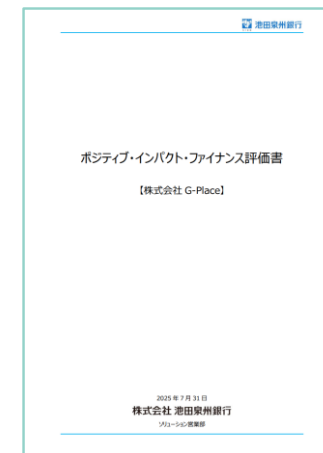 池田泉州銀行
ポジティブ・インパクト・ファイナンス評価書
【株式会社 G-Place】
2025 年 7 月 31 日
株式会社 池田泉州銀行
ソリューション営業部